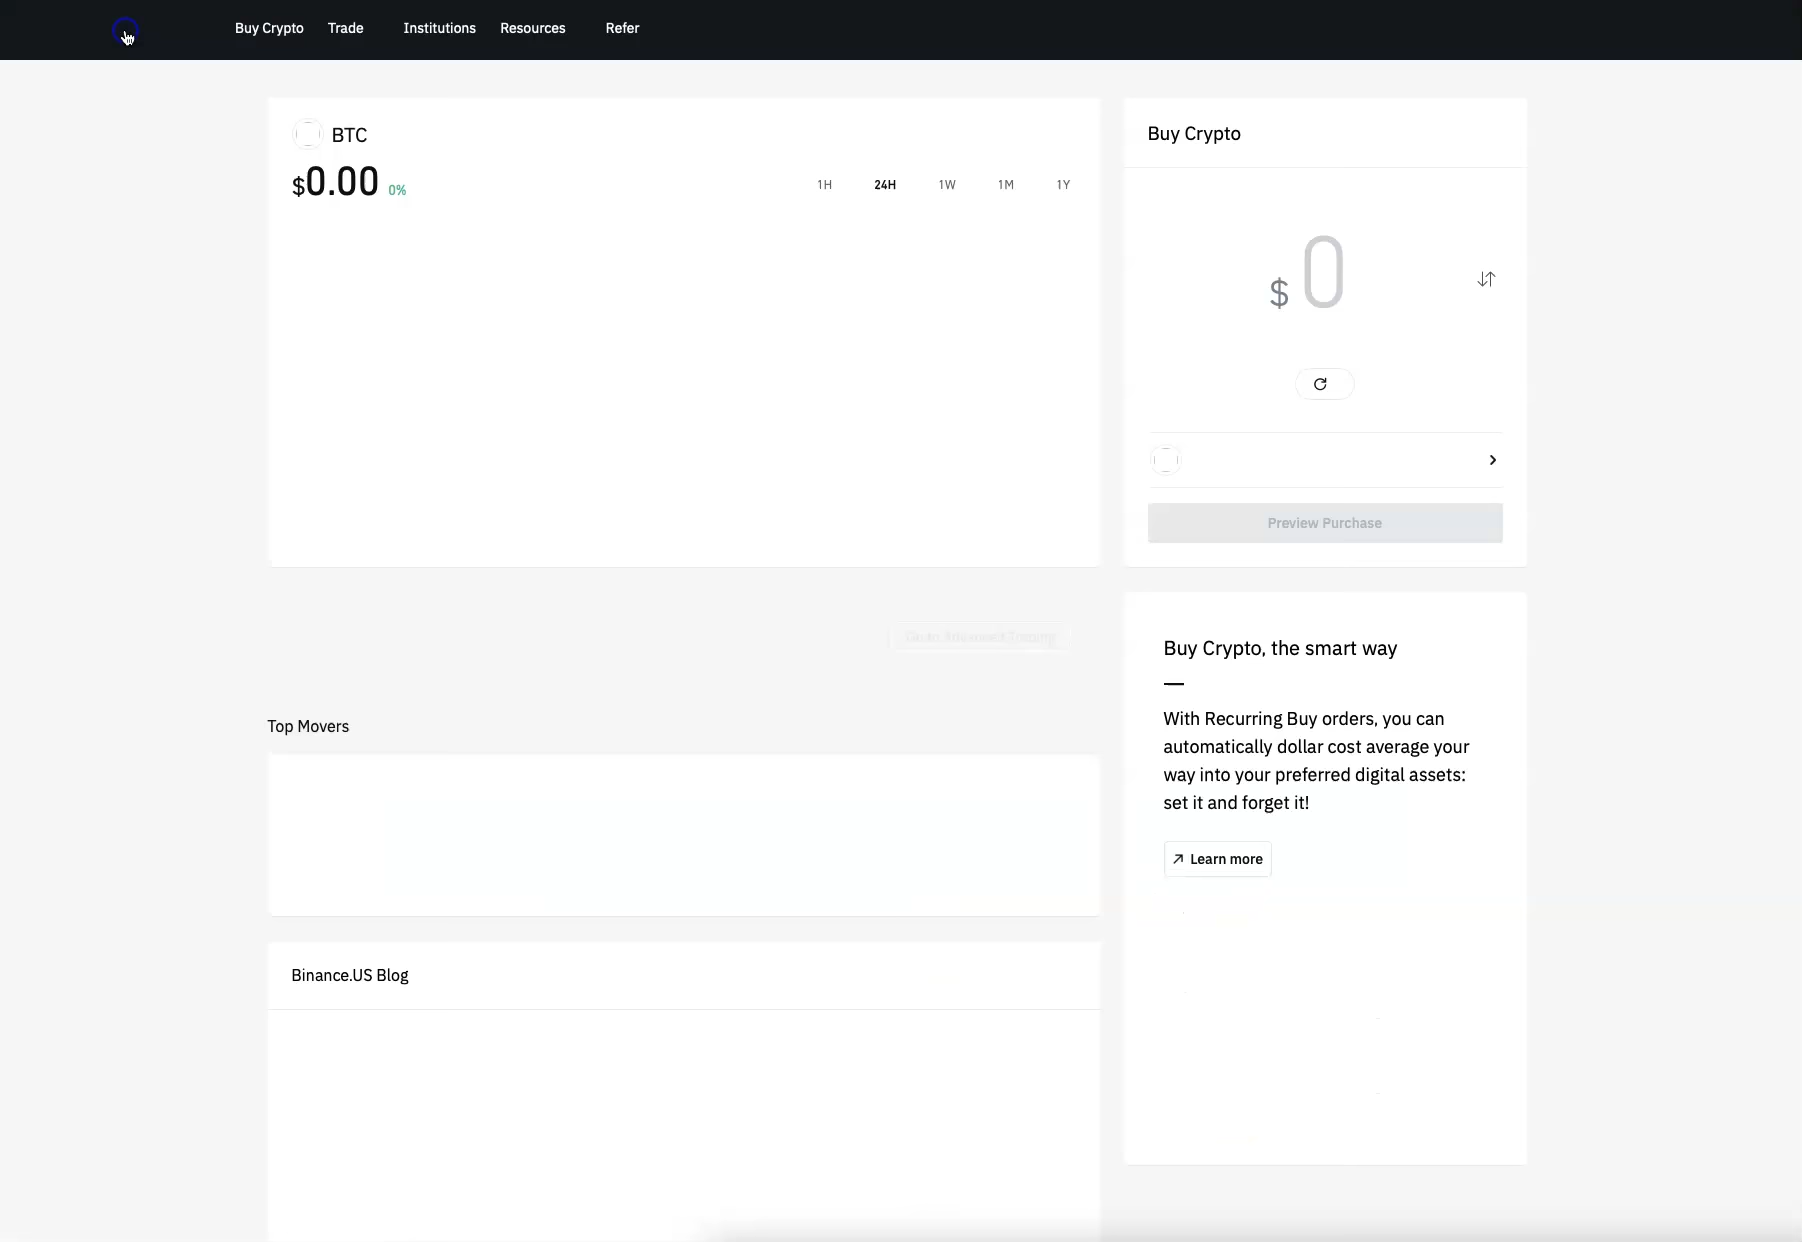 Buy Crypto Trade Institutions Resources Refer
BTC
$0.00 0%
1H 24H 1W 1M 1Y
Buy Crypto
$ 0
Preview Purchase
Top Movers
Binance.US Blog
Buy Crypto, the smart way
With Recurring Buy orders, you can
automatically dollar cost average your
way into your preferred digital assets:
set it and forget it!
Learn more